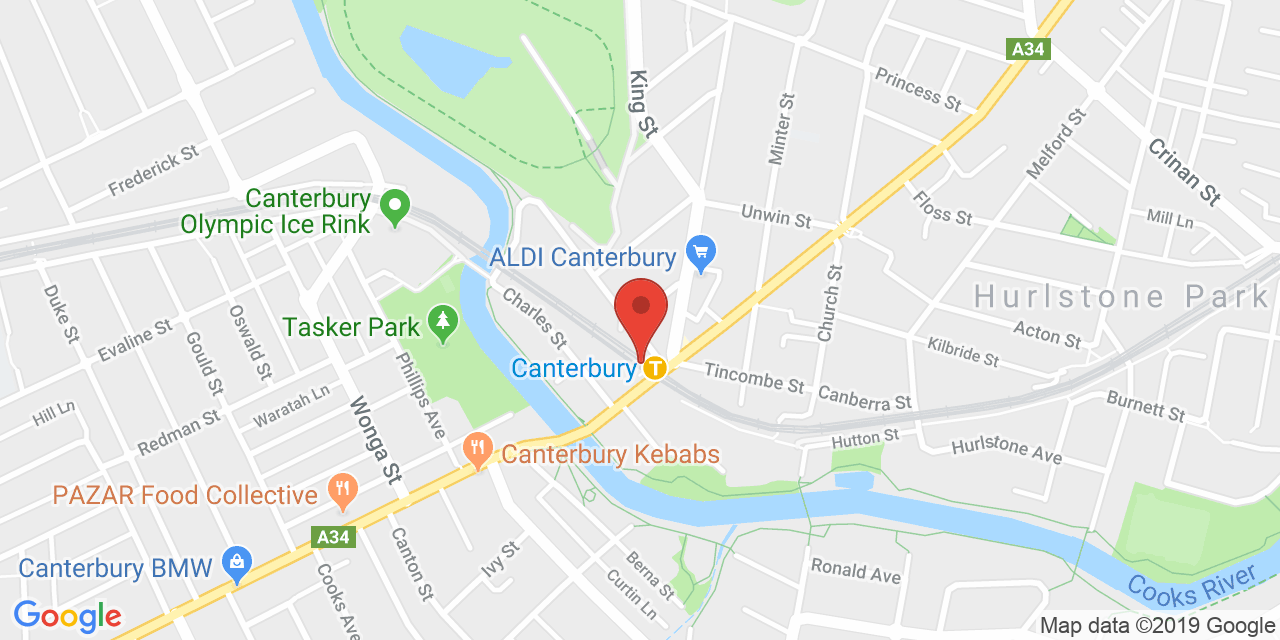 A34
King St
Princess St
Minter St
Melford St
Crinan St
Frederick St
Canterbury
Olympic Ice Rink
Unwin St
Floss St
Mill Ln
ALDI Canterbury
Hurlstone Park
Duke St
Evaline St
Gould St
Oswald St
Tasker Park
Charles St
Church St
Acton St
Kilbride St
Canterbury
T
Tincombe St
Canberra St
Burnett St
Hill Ln
Redman St
Waratah Ln
Phillips Ave
Wonga St
Hutton St
Hurlstone Ave
Canterbury Kebabs
PAZAR Food Collective
A34
Canton St
Ivy St
Canterbury BMW
Cooks Ave
Berna St
Curtin Ln
Ronald Ave
Cooks River
Google
Map data ©2019 Google